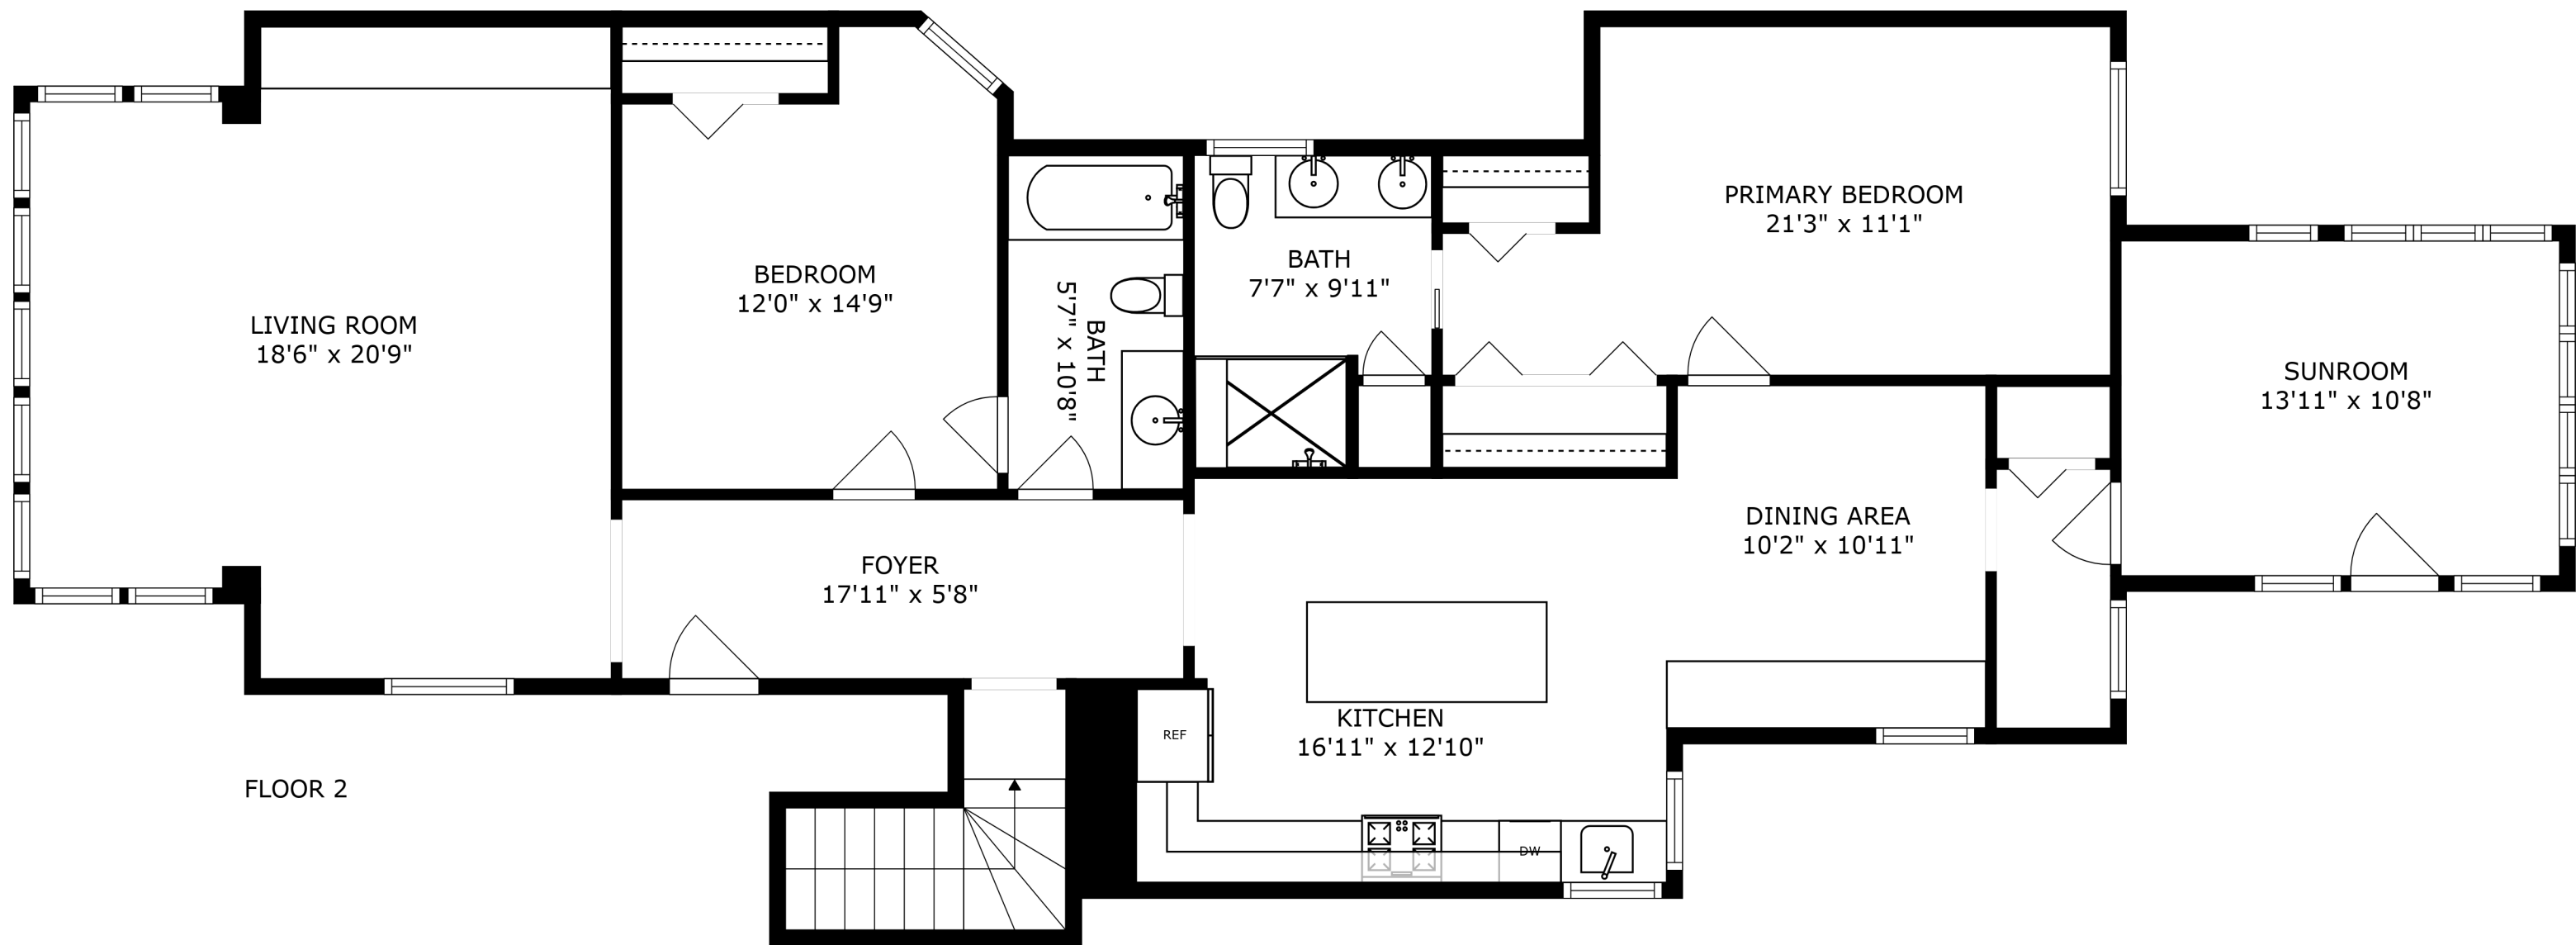 LIVING ROOM
18'6" x 20'9"
BEDROOM
12'0" x 14'9"
BATH
5'7" x 10'8"
BATH
7'7" x 9'11"
PRIMARY BEDROOM
21'3" x 11'1"
SUNROOM
13'11" x 10'8"
FOYER
17'11" x 5'8"
DINING AREA
10'2" x 10'11"
KITCHEN
16'11" x 12'10"
REF
DW
FLOOR 2